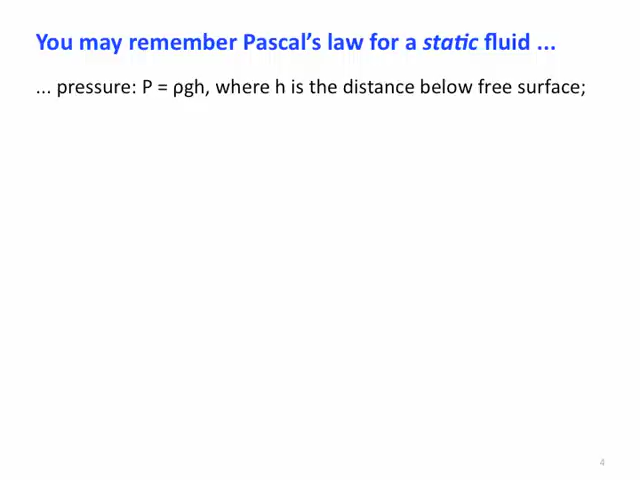 You may remember Pascal’s law for a static fluid ...
... pressure: P = ρgh, where h is the distance below free surface;
4